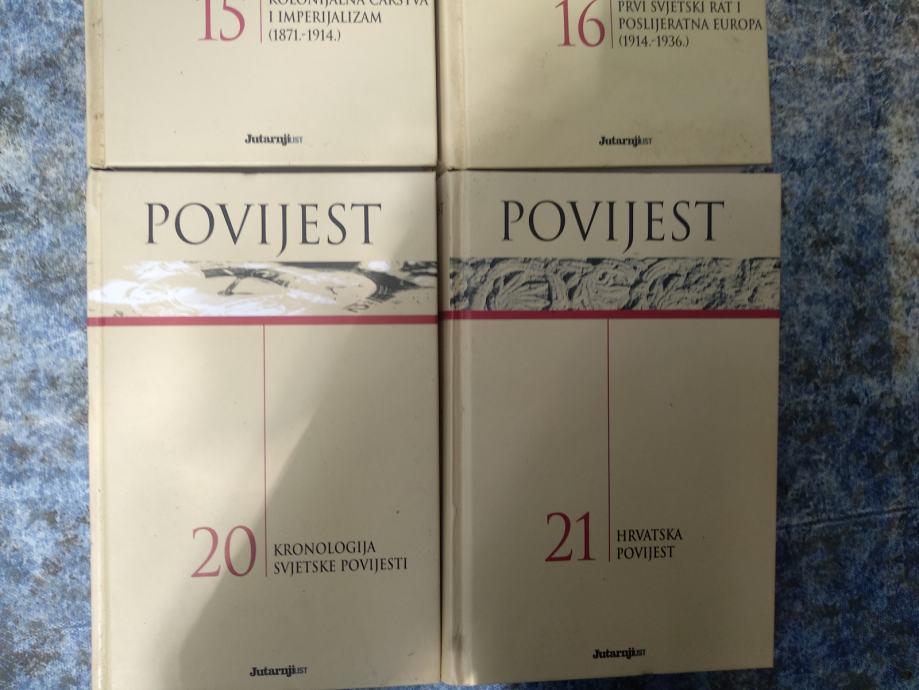 15
KOLONIJALNA CARSTVA
I IMPERIJALIZAM
(1871.-1914.)
Jutarnji LIST
16
PRVI SVJETSKI RAT I
POSLIJERATNA EUROPA
(1914.-1936.)
Jutarnji LIST
POVIJEST
20
KRONOLOGIJA
SVJETSKE POVIJESTI
Jutarnji LIST
POVIJEST
21
HRVATSKA
POVIJEST
Jutarnji LIST